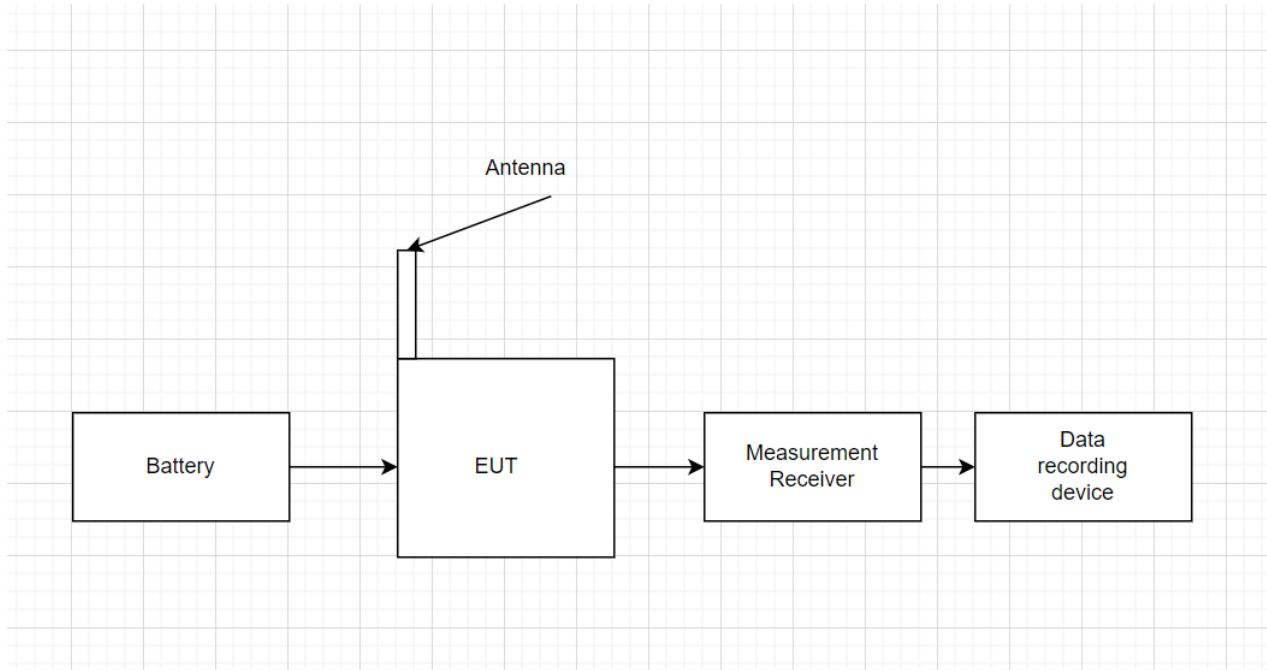 Antenna
Battery
EUT
Measurement
Receiver
Data
recording
device